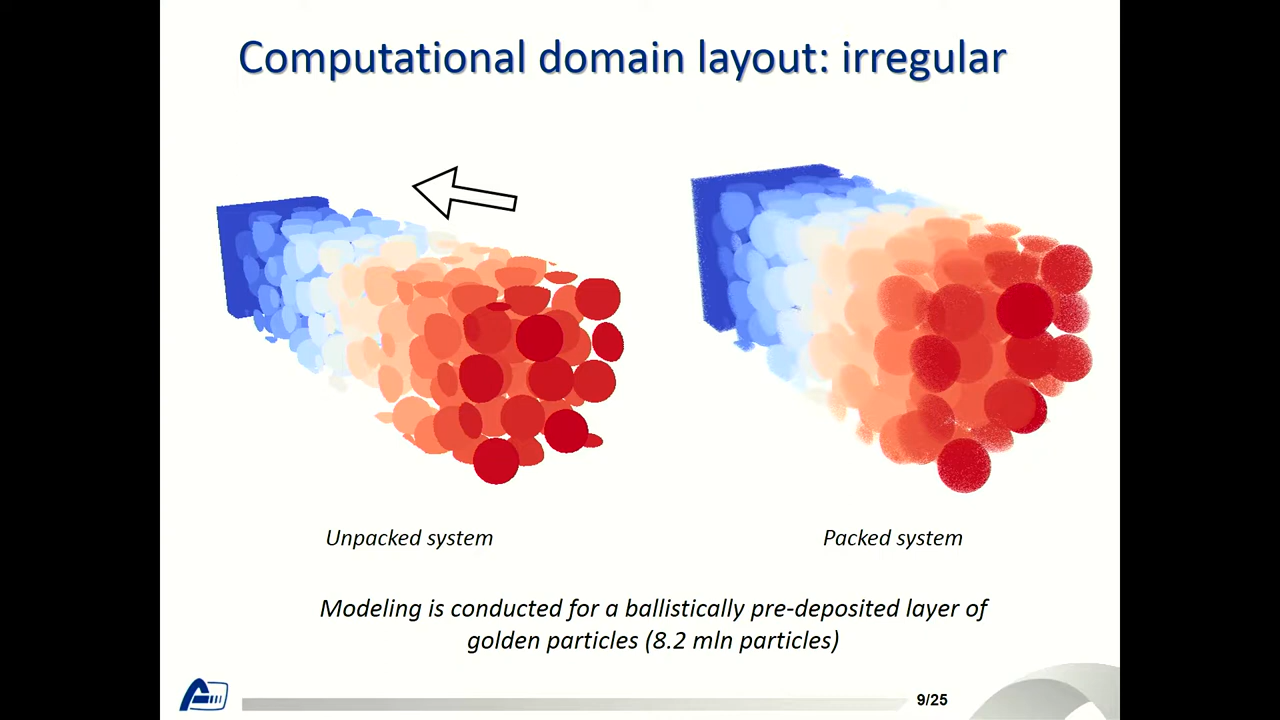 Computational domain layout: irregular
Unpacked system
Packed system
Modeling is conducted for a ballistically pre-deposited layer of
golden particles (8.2 mln particles)
9/25